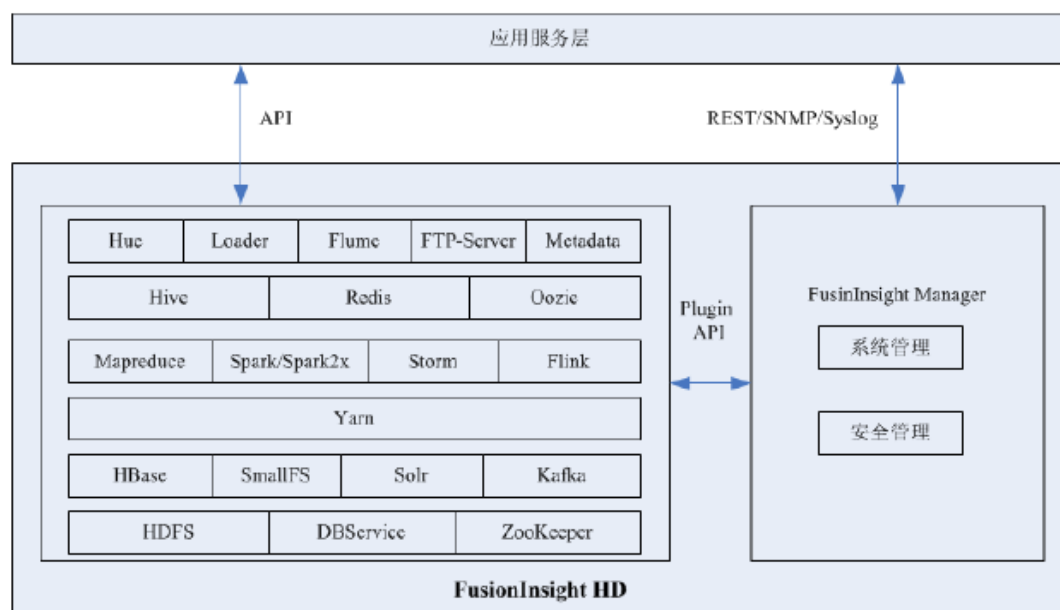 应用服务层
API
REST/SNMP/Syslog
Hue Loader Flume FTP-Server Metadata
Hive Redis Oozie
Mapreduce Spark/Spark2x Storm Flink
Yarn
HBase SmallFS Solr Kafka
HDFS DBService ZooKeeper
Plugin
API
FusinInsight Manager
系统管理
安全管理
FusionInsight HD